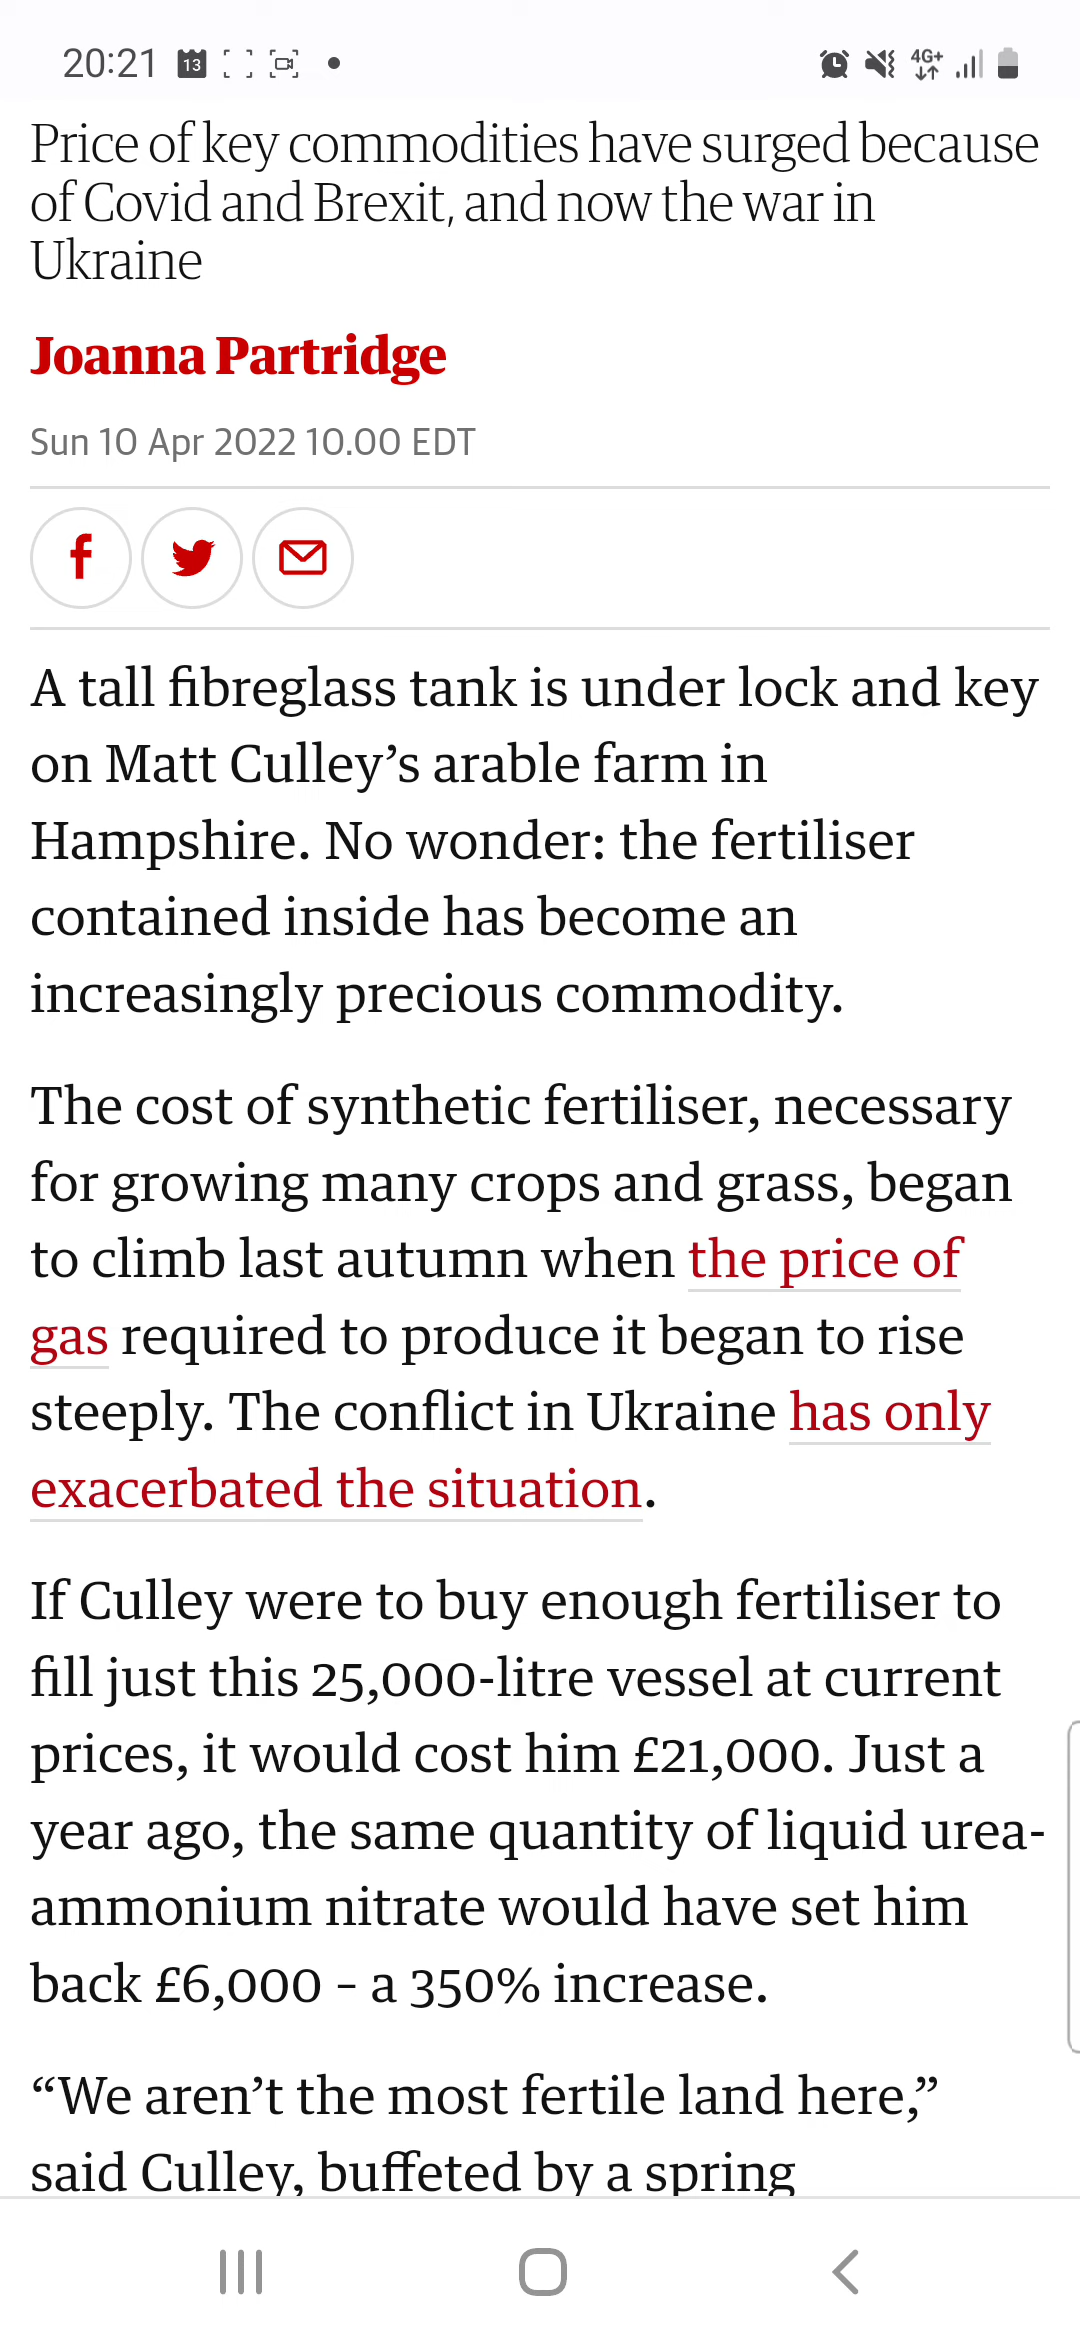 20:21 13 4G+
Price of key commodities have surged because
of Covid and Brexit, and now the war in
Ukraine
Joanna Partridge
Sun 10 Apr 2022 10.00 EDT
A tall fibreglass tank is under lock and key
on Matt Culley’s arable farm in
Hampshire. No wonder: the fertiliser
contained inside has become an
increasingly precious commodity.
The cost of synthetic fertiliser, necessary
for growing many crops and grass, began
to climb last autumn when the price of
gas required to produce it began to rise
steeply. The conflict in Ukraine has only
exacerbated the situation.
If Culley were to buy enough fertiliser to
fill just this 25,000-litre vessel at current
prices, it would cost him £21,000. Just a
year ago, the same quantity of liquid urea-
ammonium nitrate would have set him
back £6,000 – a 350% increase.
“We aren’t the most fertile land here,”
said Culley, buffeted by a spring